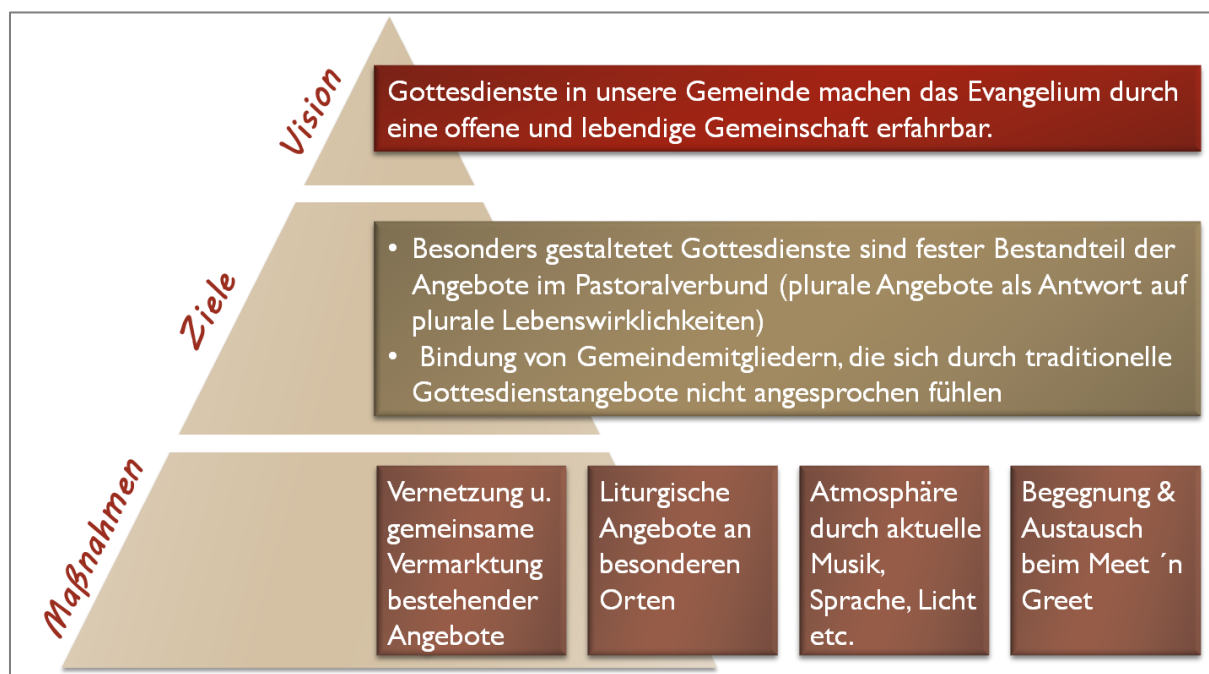 Vision
Gottesdienste in unsere Gemeinde machen das Evangelium durch
eine offene und lebendige Gemeinschaft erfahrbar.
Ziele
• Besonders gestaltetet Gottesdienste sind fester Bestandteil der
Angebote im Pastoralverbund (plurale Angebote als Antwort auf
plurale Lebenswirklichkeiten)
• Bindung von Gemeindemitgliedern, die sich durch traditionelle
Gottesdienstangebote nicht angesprochen fühlen
Maßnahmen
Vernetzung u.
gemeinsame
Vermarktung
bestehender
Angebote
Liturgische
Angebote an
besonderen
Orten
Atmosphäre
durch aktuelle
Musik,
Sprache, Licht
etc.
Begegnung &
Austausch
beim Meet ´n
Greet